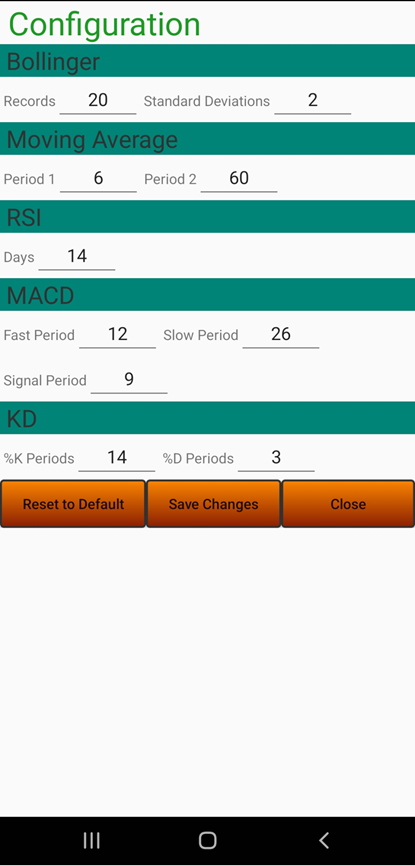 Configuration
Bollinger
Records 20 Standard Deviations 2
Moving Average
Period 1 6 Period 2 60
RSI
Days 14
MACD
Fast Period 12 Slow Period 26
Signal Period 9
KD
%K Periods 14 %D Periods 3
Reset to Default Save Changes Close